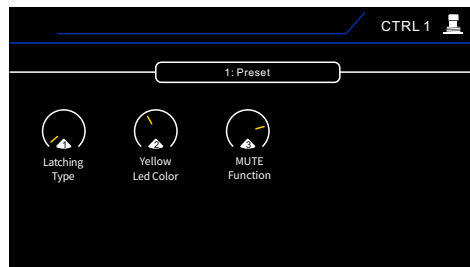 CTRL 1
1: Preset
1 2 3
Latching Yellow MUTE
Type Led Color Function